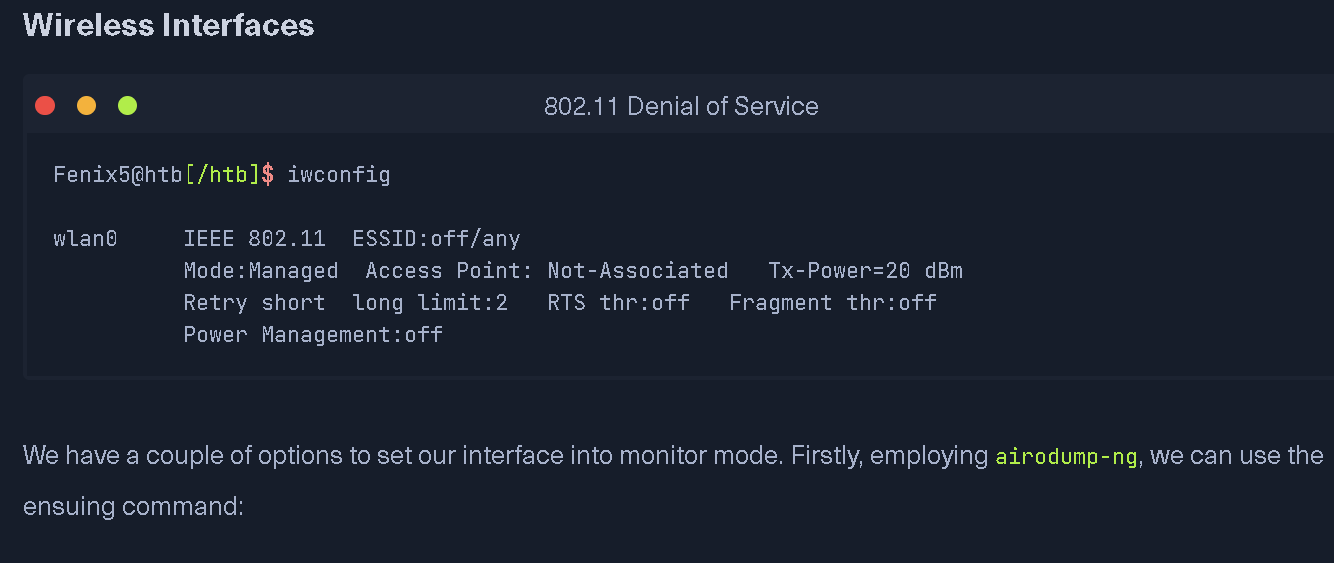 Wireless Interfaces
802.11 Denial of Service
Fenix5@htb[/htb]$ iwconfig
wlan0     IEEE 802.11  ESSID:off/any
          Mode:Managed  Access Point: Not-Associated   Tx-Power=20 dBm
          Retry short  long limit:2   RTS thr:off   Fragment thr:off
          Power Management:off
We have a couple of options to set our interface into monitor mode. Firstly, employing airodump-ng, we can use the
ensuing command: